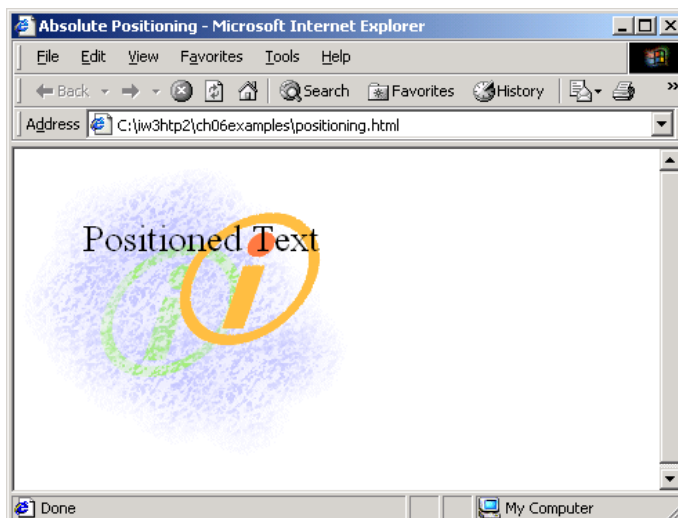 Absolute Positioning - Microsoft Internet Explorer
File Edit View Favorites Tools Help
Back Search Favorites History »
Address C:\iw3htp2\ch06examples\positioning.html
Positioned Text
i i
Done My Computer